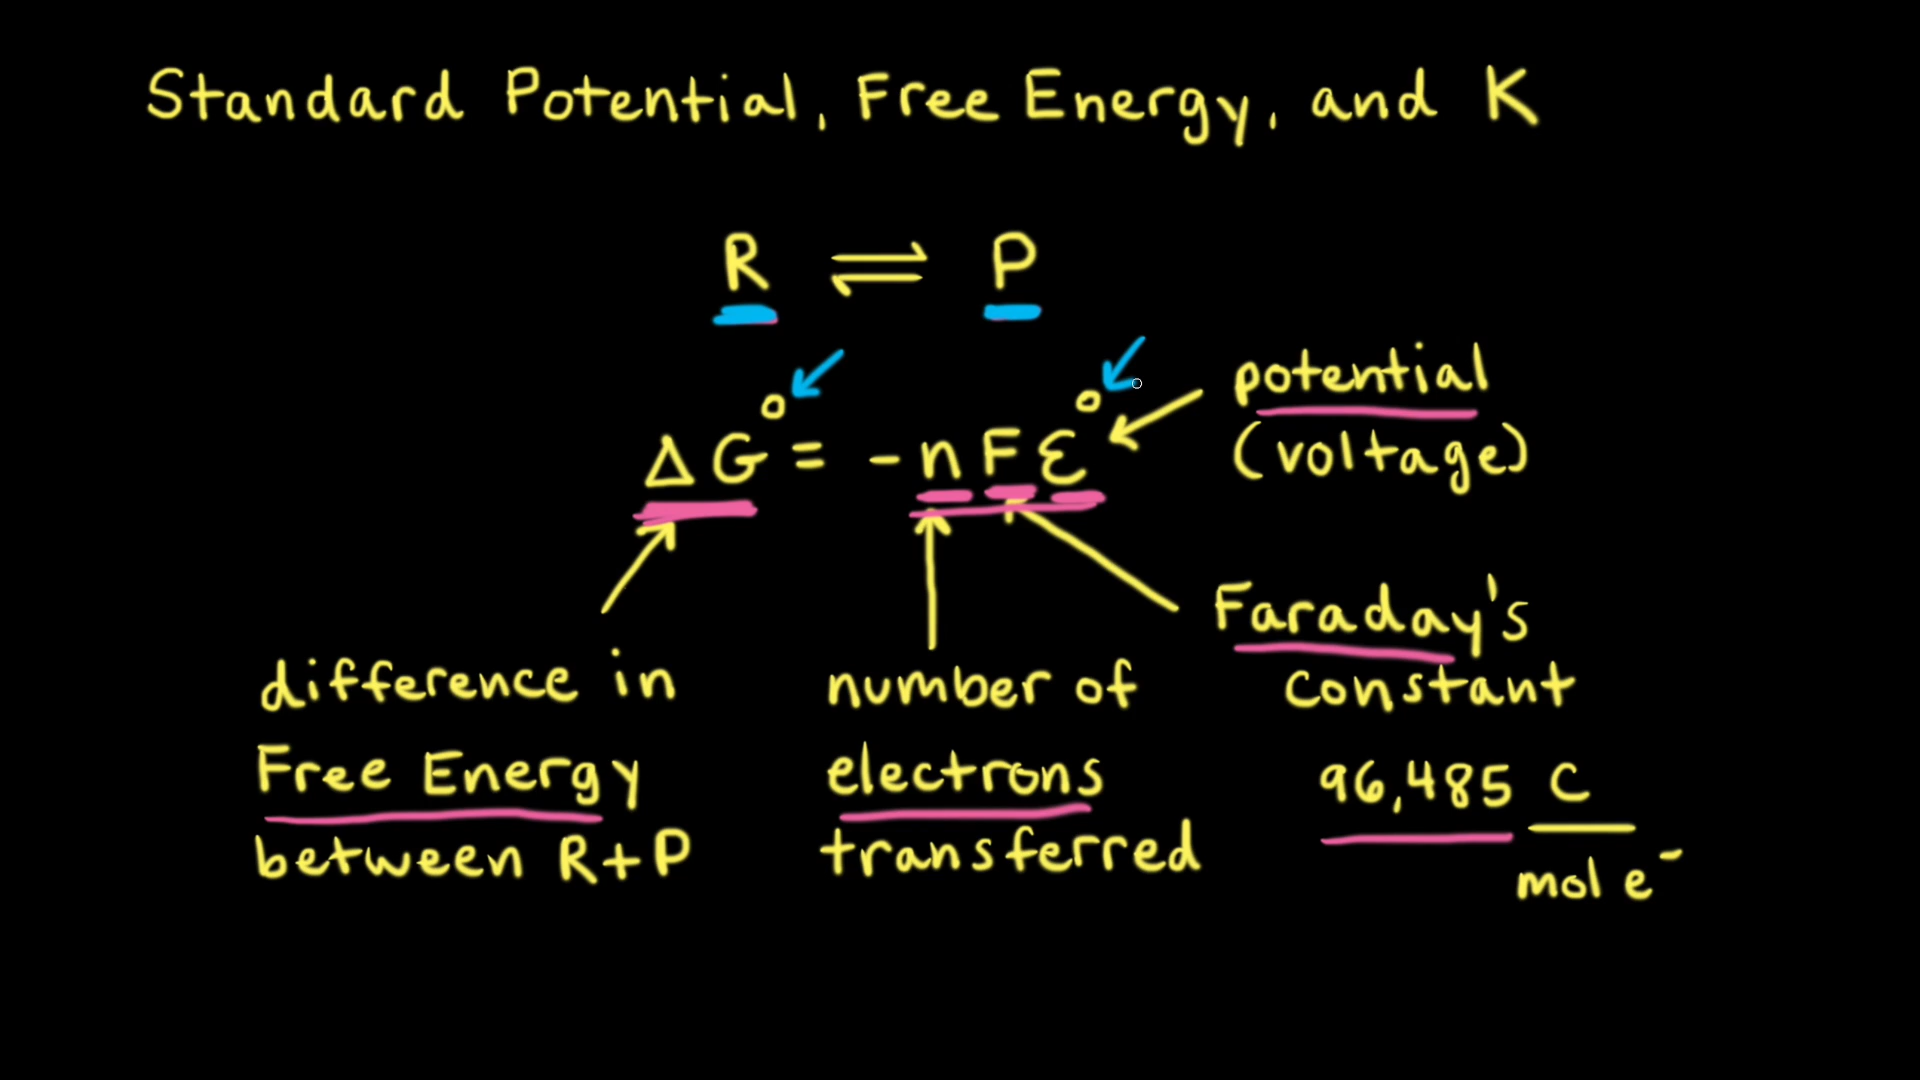 Standard Potential, Free Energy, and K
R ⇌ P
ΔG° = -nFℰ°
potential
(voltage)
difference in
Free Energy
between R+P
number of
electrons
transferred
Faraday's
constant
96,485 C
mol e⁻